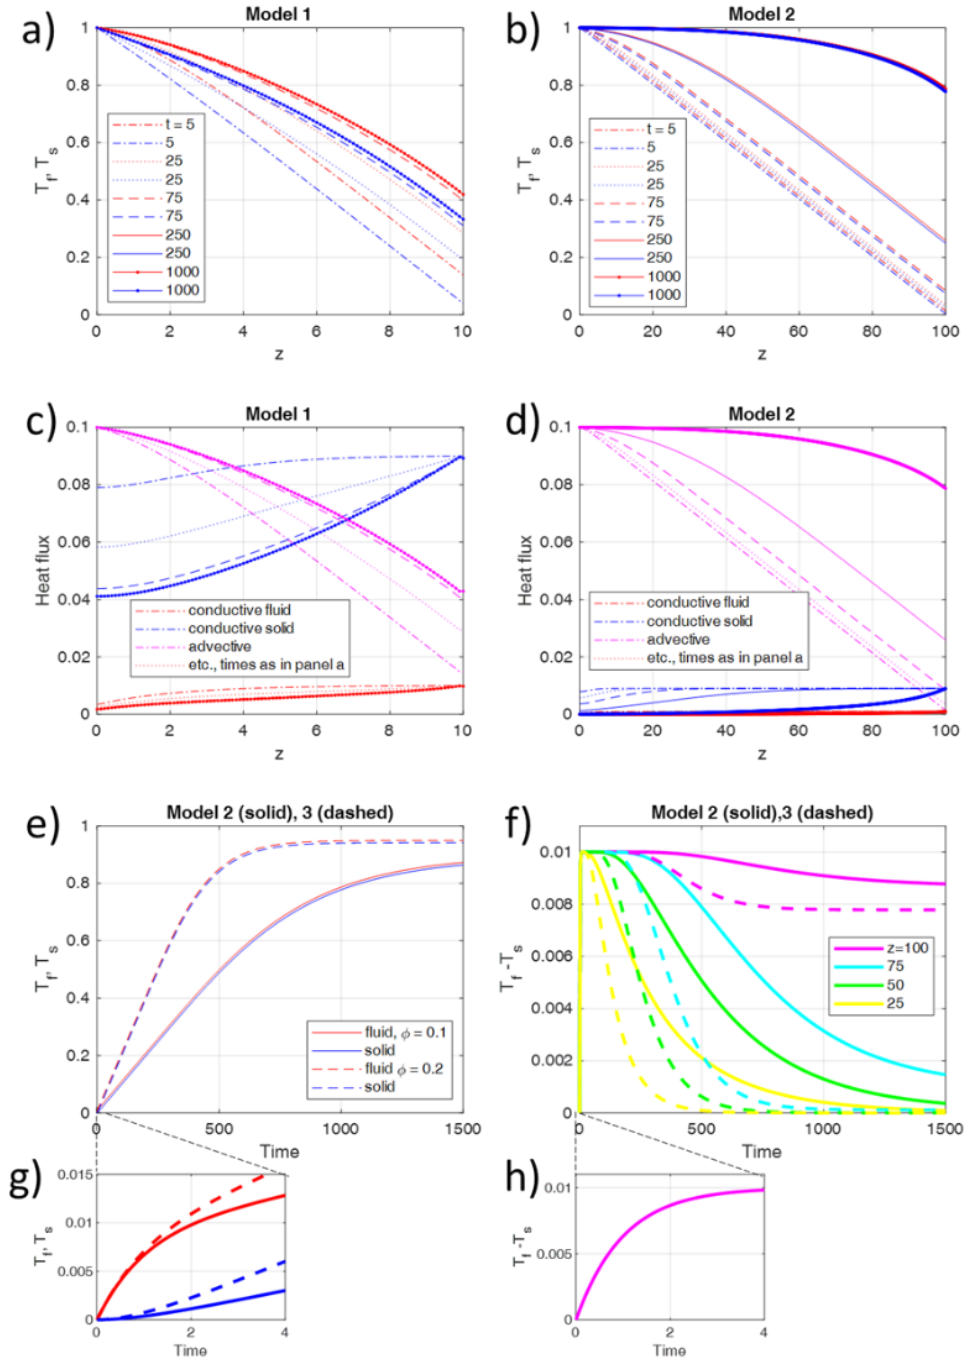 a)
Model 1
1
0.8
0.6
0.4
0.2
0
T_f, T_s
t = 5
5
25
25
75
75
250
250
1000
1000
0 2 4 6 8 10
z
b)
Model 2
1
0.8
0.6
0.4
0.2
0
T_f, T_s
t = 5
5
25
25
75
75
250
250
1000
1000
0 20 40 60 80 100
z
c)
Model 1
0.1
0.08
0.06
0.04
0.02
0
Heat flux
conductive fluid
conductive solid
advective
etc., times as in panel a
0 2 4 6 8 10
z
d)
Model 2
0.1
0.08
0.06
0.04
0.02
0
Heat flux
conductive fluid
conductive solid
advective
etc., times as in panel a
0 20 40 60 80 100
z
e)
Model 2 (solid), 3 (dashed)
1
0.8
0.6
0.4
0.2
0
T_f, T_s
fluid, ϕ = 0.1
solid
fluid ϕ = 0.2
solid
0 500 1000 1500
Time
f)
Model 2 (solid),3 (dashed)
0.01
0.008
0.006
0.004
0.002
0
T_f -T_s
z=100
75
50
25
0 500 1000 1500
Time
g)
0.015
0.01
0.005
0
T_f, T_s
0 2 4
Time
h)
0.01
0.005
0
T_f -T_s
0 2 4
Time